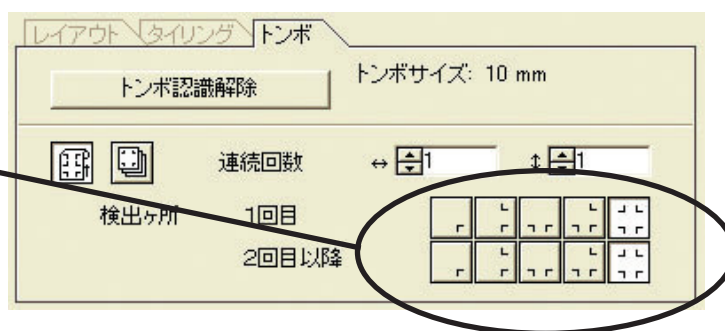 レイアウト タイリング トンボ
トンボ認識解除 トンボサイズ: 10 mm
連続回数 ↔ 1 ↕ 1
検出ヶ所 1回目
2回目以降